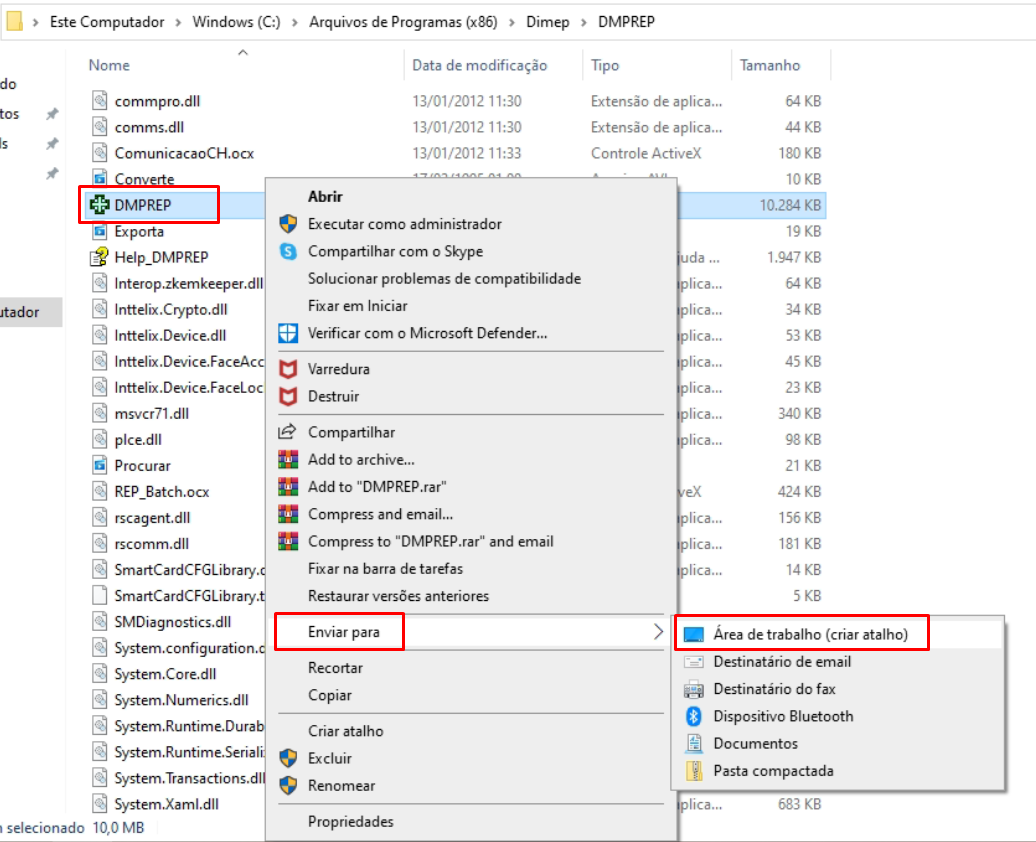 Este Computador > Windows (C:) > Arquivos de Programas (x86) > Dimep > DMPREP
Nome Data de modificação Tipo Tamanho
do
tos
ls
utador
commpro.dll 13/01/2012 11:30 Extensão de aplica... 64 KB
comms.dll 13/01/2012 11:30 Extensão de aplica... 44 KB
ComunicacaoCH.ocx 13/01/2012 11:33 Controle ActiveX 180 KB
Converte 10 KB
DMPREP 10.284 KB
Exporta 19 KB
Help_DMPREP juda ... 1.947 KB
Interop.zkemkeeper.dll plica... 64 KB
Inttelix.Crypto.dll plica... 34 KB
Inttelix.Device.dll plica... 53 KB
Inttelix.Device.FaceAcc plica... 45 KB
Inttelix.Device.FaceLoc plica... 23 KB
msvcr71.dll plica... 340 KB
plce.dll plica... 98 KB
Procurar 21 KB
REP_Batch.ocx veX 424 KB
rscagent.dll plica... 156 KB
rscomm.dll plica... 181 KB
SmartCardCFGLibrary.d plica... 14 KB
SmartCardCFGLibrary.t 5 KB
SMDiagnostics.dll
System.configuration.d
System.Core.dll
System.Numerics.dll
System.Runtime.Durab
System.Runtime.Serializ
System.Transactions.dll
System.Xaml.dll plica... 683 KB
selecionado 10,0 MB
Abrir
Executar como administrador
Compartilhar com o Skype
Solucionar problemas de compatibilidade
Fixar em Iniciar
Verificar com o Microsoft Defender...
Varredura
Destruir
Compartilhar
Add to archive...
Add to "DMPREP.rar"
Compress and email...
Compress to "DMPREP.rar" and email
Fixar na barra de tarefas
Restaurar versões anteriores
Enviar para >
Recortar
Copiar
Criar atalho
Excluir
Renomear
Propriedades
Área de trabalho (criar atalho)
Destinatário de email
Destinatário do fax
Dispositivo Bluetooth
Documentos
Pasta compactada